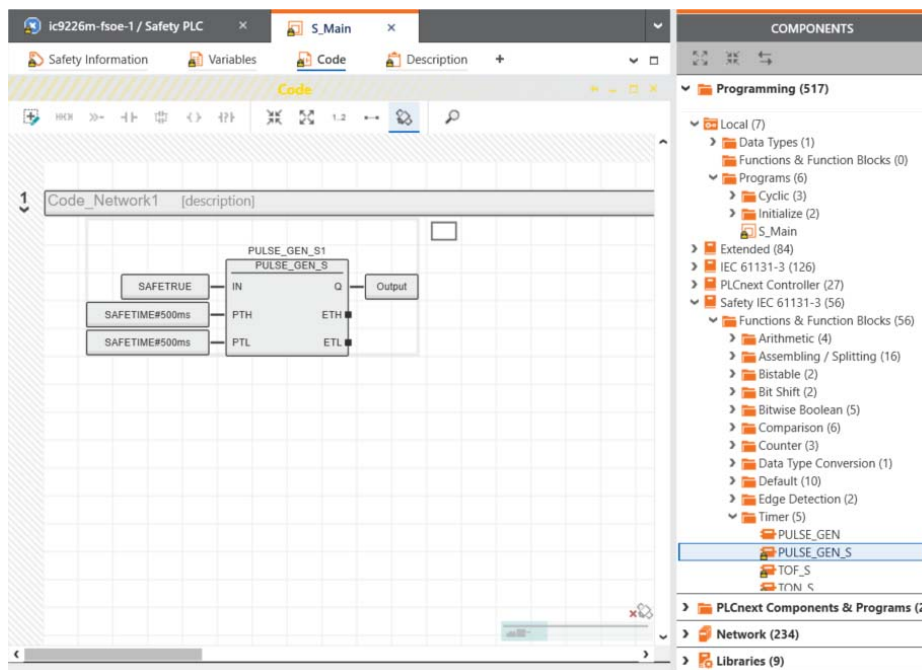 ic9226m-fsoe-1 / Safety PLC
S_Main
COMPONENTS
Safety Information
Variables
Code
Description
Code
1..2
Programming (517)
Local (7)
Data Types (1)
Functions & Function Blocks (0)
Programs (6)
Cyclic (3)
Initialize (2)
S_Main
Extended (84)
IEC 61131-3 (126)
PLCnext Controller (27)
Safety IEC 61131-3 (56)
Functions & Function Blocks (56)
Arithmetic (4)
Assembling / Splitting (16)
Bistable (2)
Bit Shift (2)
Bitwise Boolean (5)
Comparison (6)
Counter (3)
Data Type Conversion (1)
Default (10)
Edge Detection (2)
Timer (5)
PULSE_GEN
PULSE_GEN_S
TOF_S
TON_S
PLCnext Components & Programs (2
Network (234)
Libraries (9)
1
Code_Network1 [description]
PULSE_GEN_S1
PULSE_GEN_S
SAFETRUE IN Q Output
SAFETIME#500ms PTH ETH
SAFETIME#500ms PTL ETL